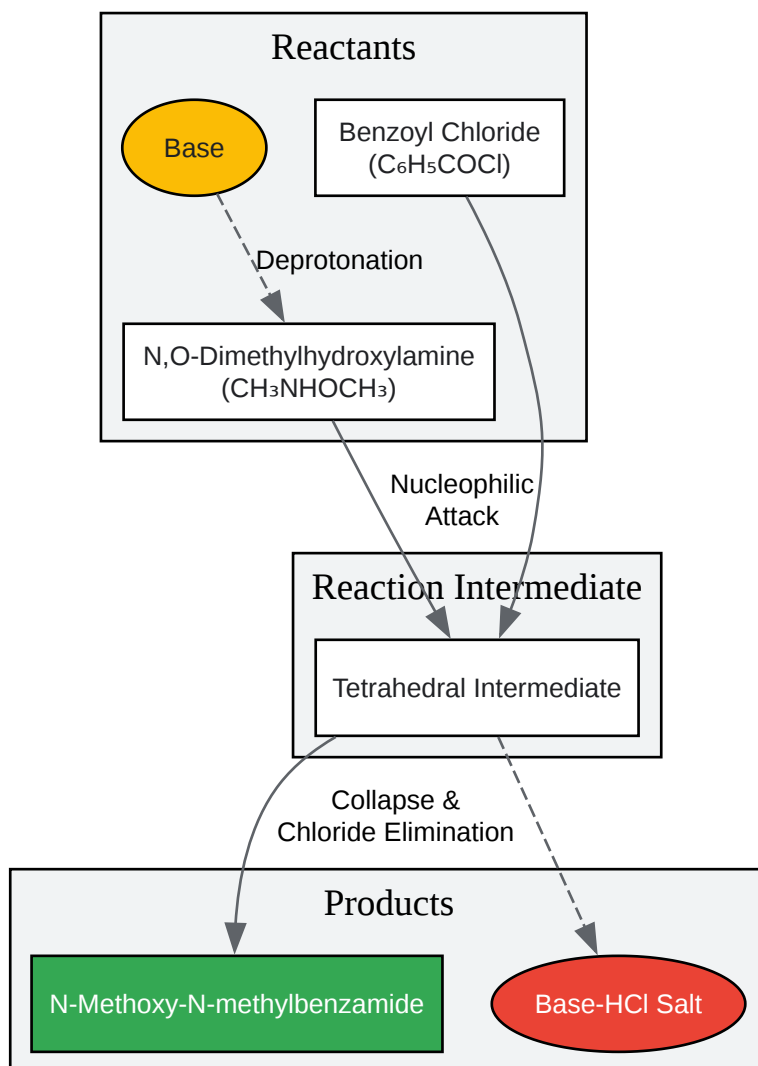 Reactants
Base
Benzoyl Chloride
(C₆H₅COCl)
Deprotonation
N,O-Dimethylhydroxylamine
(CH₃NHOCH₃)
Nucleophilic
Attack
Reaction Intermediate
Tetrahedral Intermediate
Collapse &
Chloride Elimination
Products
N-Methoxy-N-methylbenzamide
Base-HCl Salt